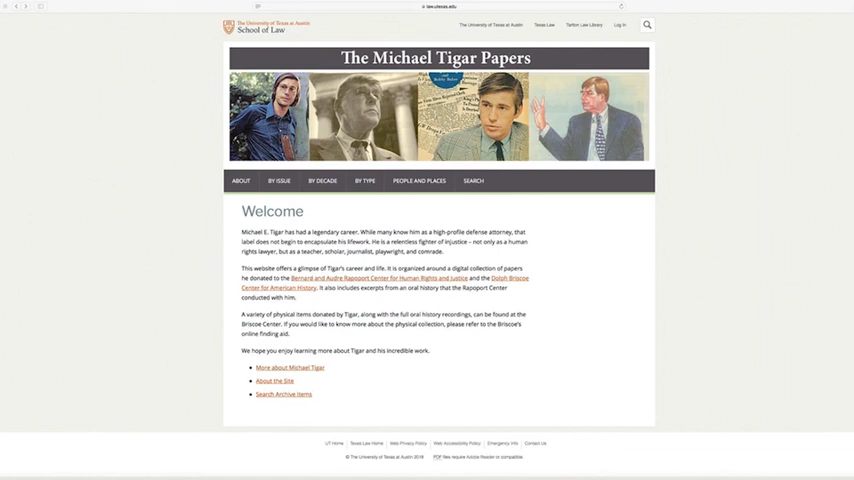 law.utexas.edu
The University of Texas at Austin
School of Law
The University of Texas at Austin
Texas Law
Tarlton Law Library
Log In
The Michael Tigar Papers
ABOUT
BY ISSUE
BY DECADE
BY TYPE
PEOPLE AND PLACES
SEARCH
Welcome
Michael E. Tigar has had a legendary career. While many know him as a high-profile defense attorney, that
label does not begin to encapsulate his lifework. He is a relentless fighter of injustice – not only as a human
rights lawyer, but as a teacher, scholar, journalist, playwright, and comrade.
This website offers a glimpse of Tigar's career and life. It is organized around a digital collection of papers
he donated to the Bernard and Audre Rapoport Center for Human Rights and Justice and the Dolph Briscoe
Center for American History. It also includes excerpts from an oral history that the Rapoport Center
conducted with him.
A variety of physical items donated by Tigar, along with the full oral history recordings, can be found at the
Briscoe Center. If you would like to know more about the physical collection, please refer to the Briscoe's
online finding aid.
We hope you enjoy learning more about Tigar and his incredible work.
• More about Michael Tigar
• About the Site
• Search Archive Items
UT Home | Texas Law Home | Web Privacy Policy | Web Accessibility Policy | Emergency Info | Contact Us
© The University of Texas at Austin 2018 PDF files require Adobe Reader or compatible.